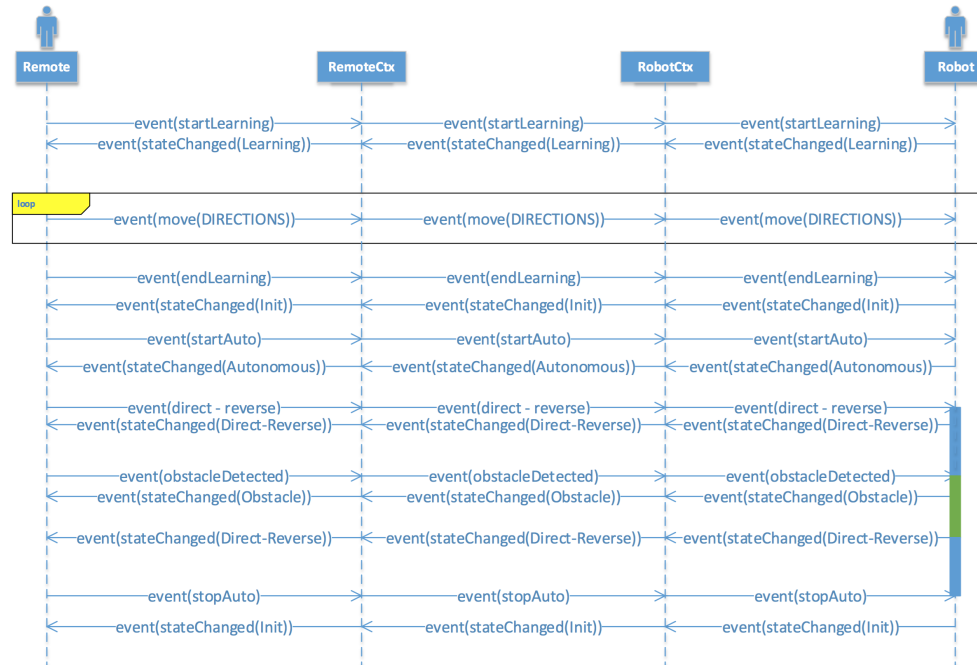 Remote RemoteCtx RobotCtx Robot
event(startLearning) event(startLearning) event(startLearning)
event(stateChanged(Learning)) event(stateChanged(Learning)) event(stateChanged(Learning))
loop
event(move(DIRECTIONS)) event(move(DIRECTIONS)) event(move(DIRECTIONS))
event(endLearning) event(endLearning) event(endLearning)
event(stateChanged(Init)) event(stateChanged(Init)) event(stateChanged(Init))
event(startAuto) event(startAuto) event(startAuto)
event(stateChanged(Autonomous)) event(stateChanged(Autonomous)) event(stateChanged(Autonomous))
event(direct - reverse) event(direct - reverse) event(direct - reverse)
event(stateChanged(Direct-Reverse)) event(stateChanged(Direct-Reverse)) event(stateChanged(Direct-Reverse))
event(obstacleDetected) event(obstacleDetected) event(obstacleDetected)
event(stateChanged(Obstacle)) event(stateChanged(Obstacle)) event(stateChanged(Obstacle))
event(stateChanged(Direct-Reverse)) event(stateChanged(Direct-Reverse)) event(stateChanged(Direct-Reverse))
event(stopAuto) event(stopAuto) event(stopAuto)
event(stateChanged(Init)) event(stateChanged(Init)) event(stateChanged(Init))